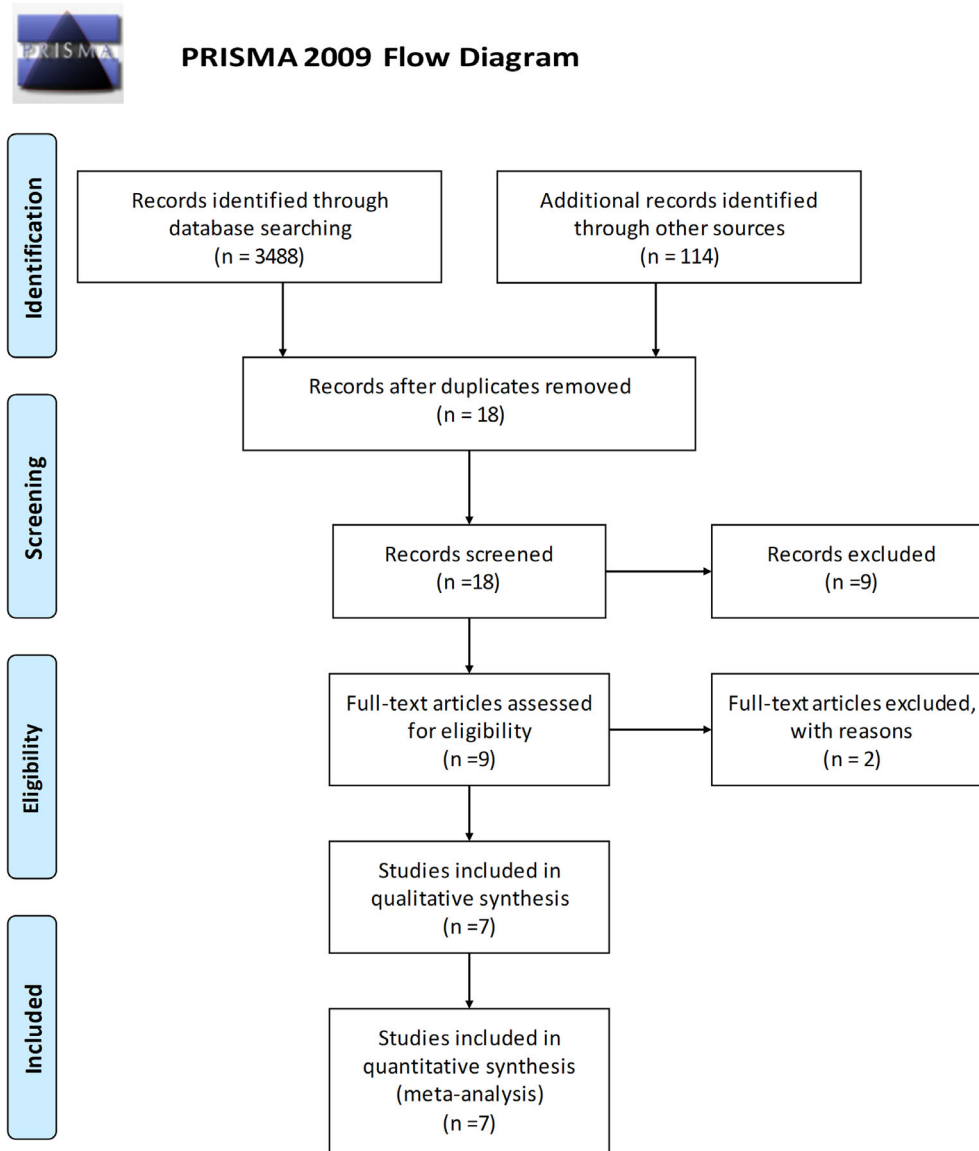 PRISMA
PRISMA 2009 Flow Diagram
Identification
Records identified through
database searching
(n = 3488)
Additional records identified
through other sources
(n = 114)
Records after duplicates removed
(n = 18)
Screening
Records screened
(n =18)
Records excluded
(n =9)
Eligibility
Full-text articles assessed
for eligibility
(n =9)
Full-text articles excluded,
with reasons
(n = 2)
Studies included in
qualitative synthesis
(n =7)
Included
Studies included in
quantitative synthesis
(meta-analysis)
(n =7)